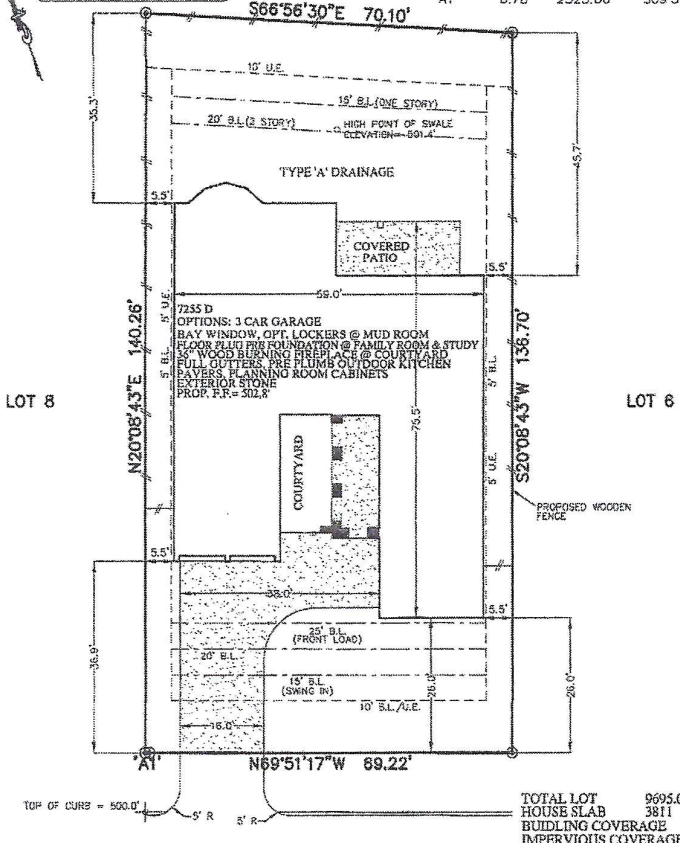 S66°56'30"E 70.10'
10' U.E.
15' B.L.(ONE STORY)
20' B.L.(2 STORY)
HIGH POINT OF SWALE
TYPE 'A' DRAINAGE
35.3'
45.7'
5.5'
COVERED
PATIO
5.5'
59.0'
7255 D
OPTIONS: 3 CAR GARAGE
BAY WINDOW, OPT. LOCKERS @ MUD ROOM
FLOOR PLUG PRE FOUNDATION @ FAMILY ROOM & STUDY
36" WOOD BURNING FIREPLACE @ COURTYARD
FULL GUTTERS, PRE PLUMB OUTDOOR KITCHEN
PAVERS, PLANNING ROOM CABINETS
EXTERIOR STONE
PROP. F.F.= 502.8'
5' U.E.
5' B.L.
N20°08'43"E 140.26'
LOT 8
LOT 6
S20°08'43"W 136.70'
5' B.L.
5' U.E.
75.5'
COURTYARD
PROPOSED WOODEN
FENCE
5.5'
5.5'
25' B.L.
(FRONT LOAD)
20' B.L.
15' B.L.
(SWING IN)
10' B.L./U.E.
36.9'
26.0'
26.0'
16.0'
'A1'
N69°51'17"W 69.22'
TOP OF CURB = 500.0'
5' R
5' R
TOTAL LOT 9695.0
HOUSE SLAB 3811
BUIDLING COVERAGE
IMPERVIOUS COVERAGE